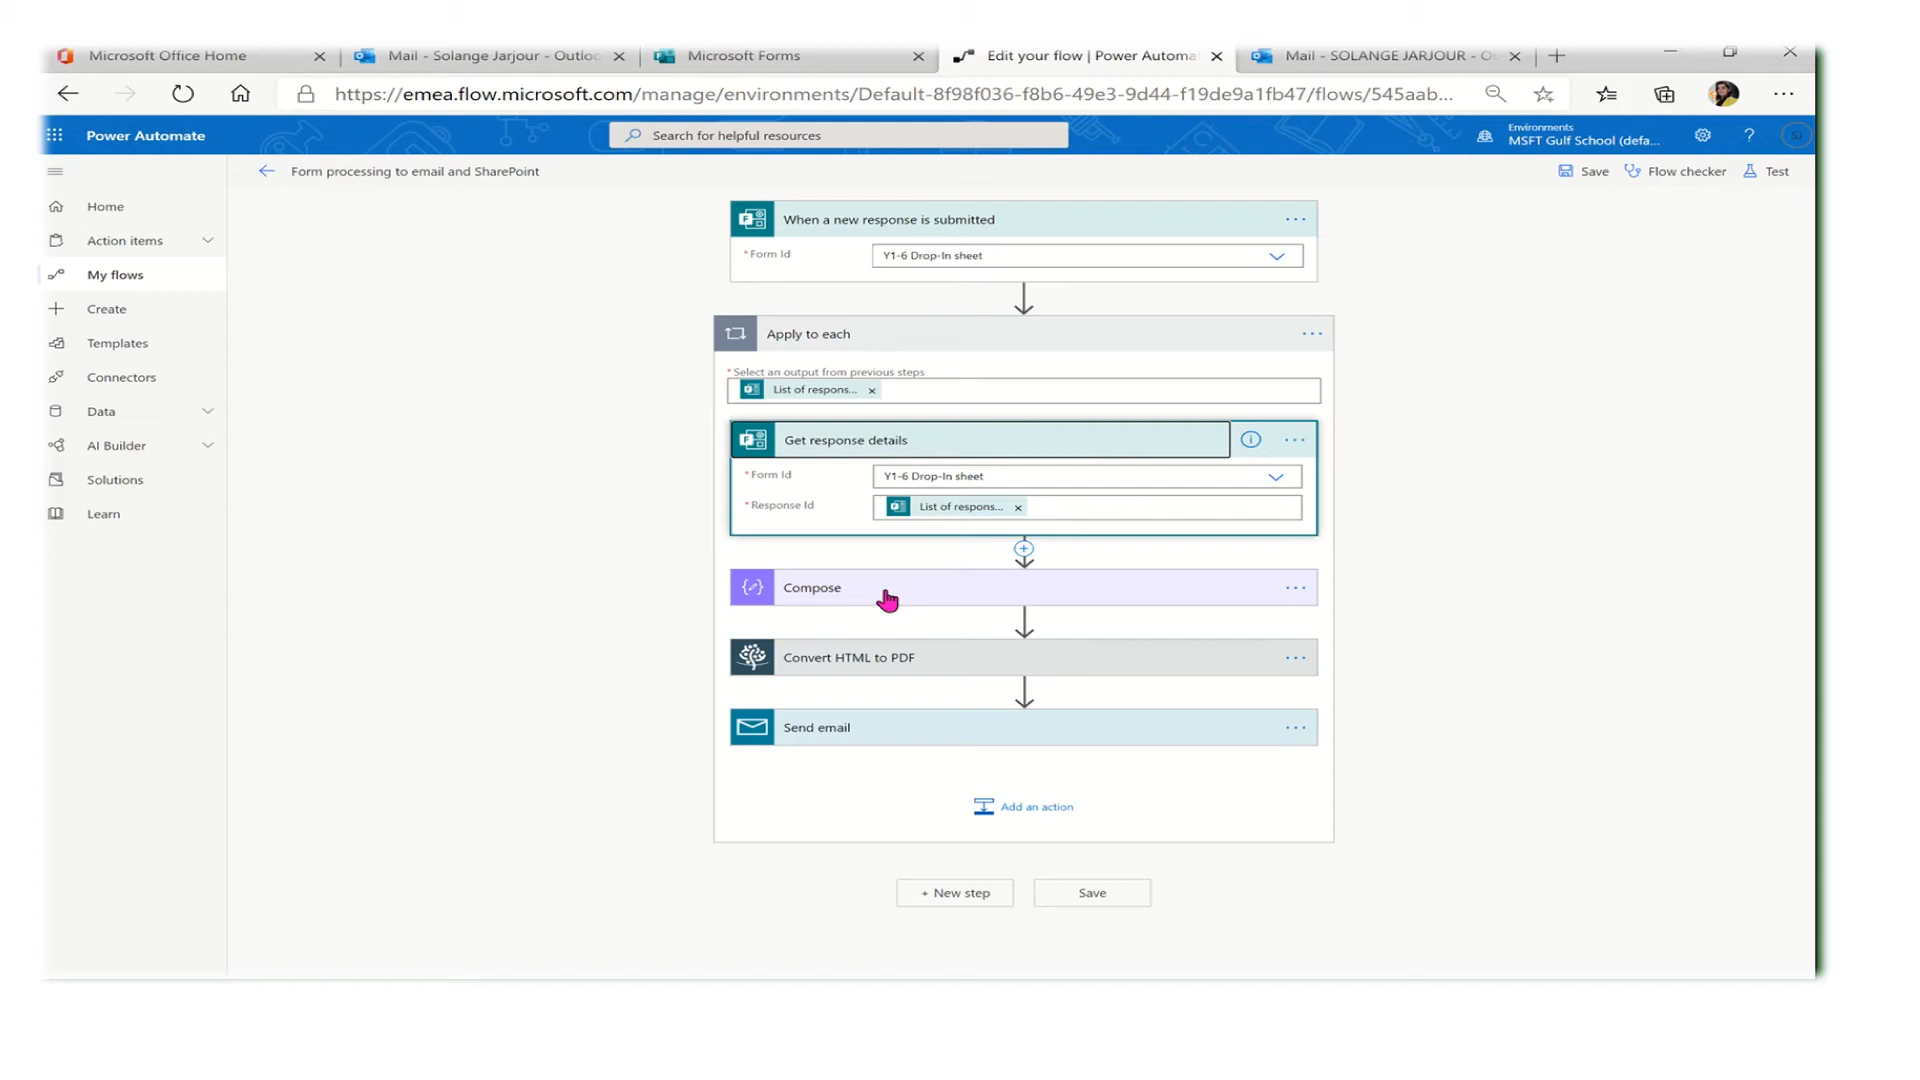 Microsoft Office Home
Mail - Solange Jarjour - Outloo
Microsoft Forms
Edit your flow | Power Automa
Mail - SOLANGE JARJOUR - O
https://emea.flow.microsoft.com/manage/environments/Default-8f98f036-f8b6-49e3-9d44-f19de9a1fb47/flows/545aab...
Power Automate
Search for helpful resources
Environments
MSFT Gulf School (defa...
?
SJ
Form processing to email and SharePoint
Save
Flow checker
Test
Home
Action items
My flows
Create
Templates
Connectors
Data
AI Builder
Solutions
Learn
When a new response is submitted
* Form Id
Y1-6 Drop-In sheet
Apply to each
* Select an output from previous steps
List of respons...
Get response details
* Form Id
Y1-6 Drop-In sheet
* Response Id
List of respons...
Compose
Convert HTML to PDF
Send email
Add an action
+ New step
Save